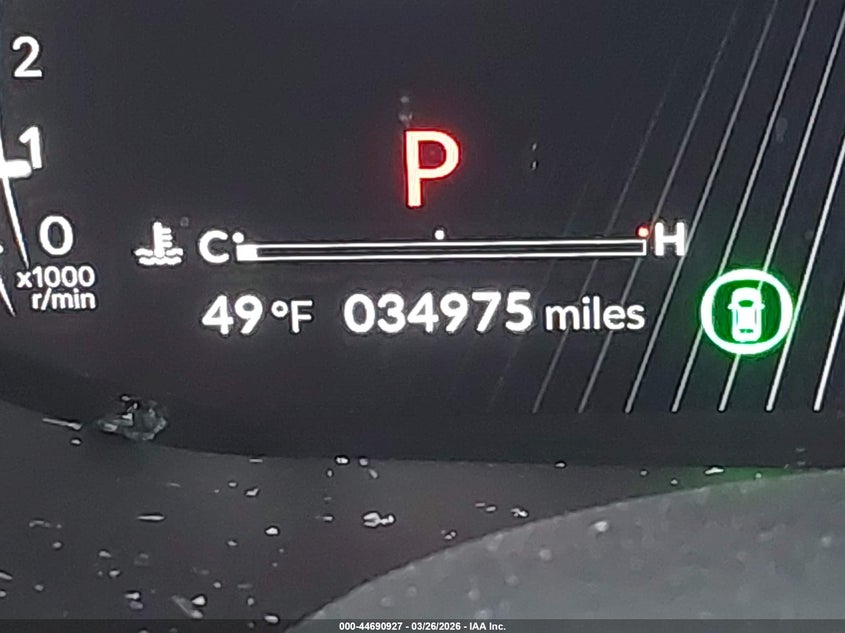 2
1
0
x1000
r/min
P
C H
49°F 034975 miles
000-44690927 - 03/26/2026 - IAA Inc.